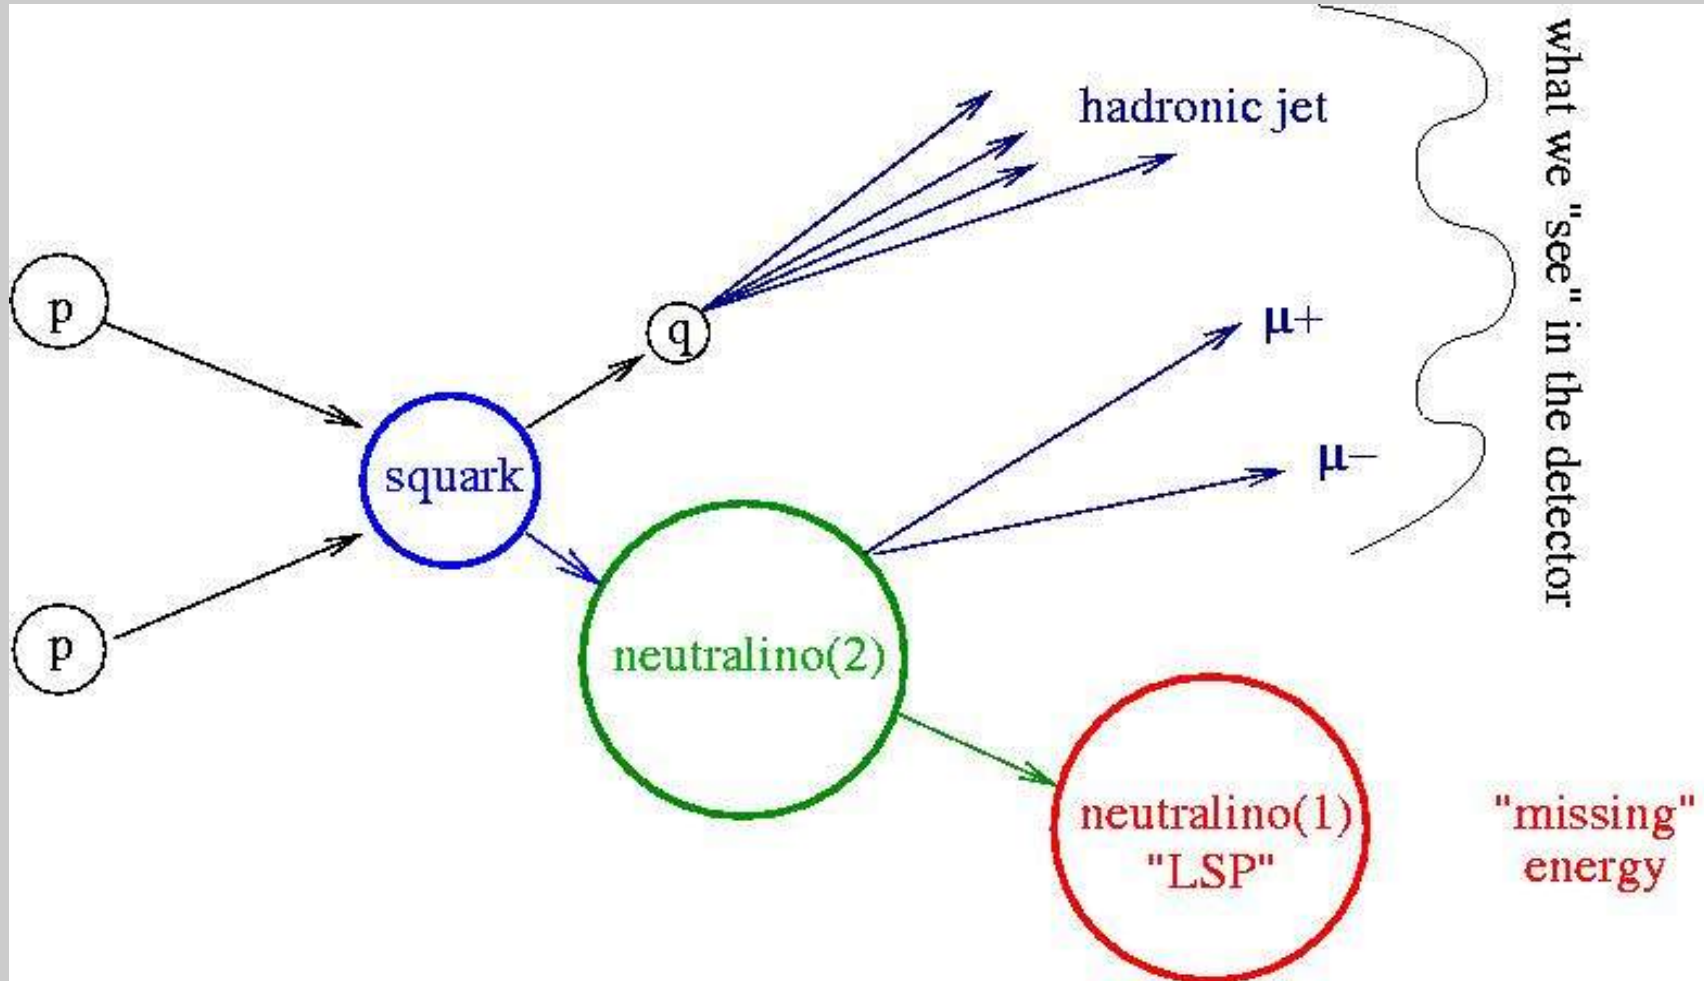 what we "see" in the detector
hadronic jet
p
q
μ+
μ−
squark
p
neutralino(2)
neutralino(1)
"LSP"
"missing"
energy